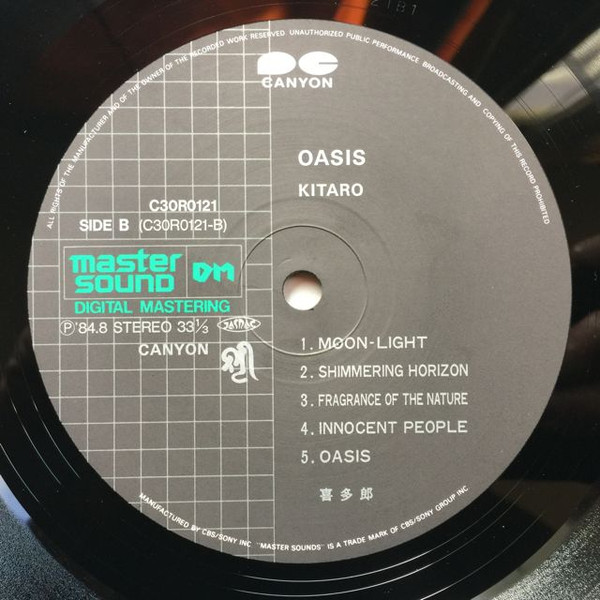 21B1
ALL RIGHTS OF THE MANUFACTURER AND OF THE OWNER OF THE RECORDED WORK RESERVED UNAUTHORIZED PUBLIC PERFORMANCE BROADCASTING AND COPYING OF THIS RECORD PROHIBITED
PC
CANYON
OASIS
KITARO
C30R0121
SIDE B (C30R0121-B)
master sound DM
DIGITAL MASTERING
Ⓟ'84.8 STEREO 33⅓ JASRAC
CANYON
1. MOON-LIGHT
2. SHIMMERING HORIZON
3. FRAGRANCE OF THE NATURE
4. INNOCENT PEOPLE
5. OASIS
喜多郎
MANUFACTURED BY CBS/SONY INC "MASTER SOUNDS" IS A TRADE MARK OF CBS/SONY GROUP INC